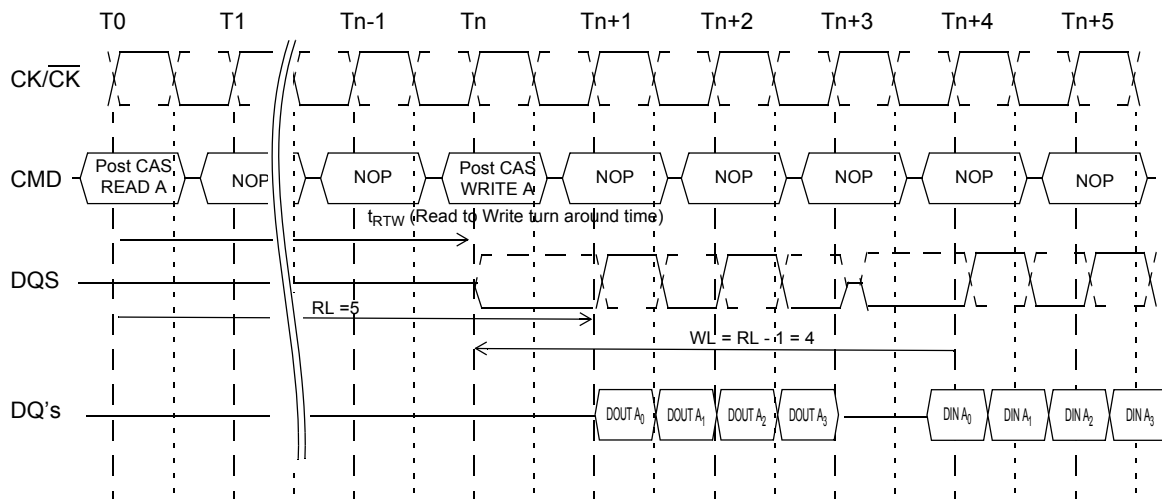 T0 T1 Tn-1 Tn Tn+1 Tn+2 Tn+3 Tn+4 Tn+5
CK/CK
CMD Post CAS READ A NOP NOP Post CAS WRITE A NOP NOP NOP NOP NOP
tRTW (Read to Write turn around time)
DQS
RL =5
WL = RL - 1 = 4
DQ's DOUT A0 DOUT A1 DOUT A2 DOUT A3 DIN A0 DIN A1 DIN A2 DIN A3